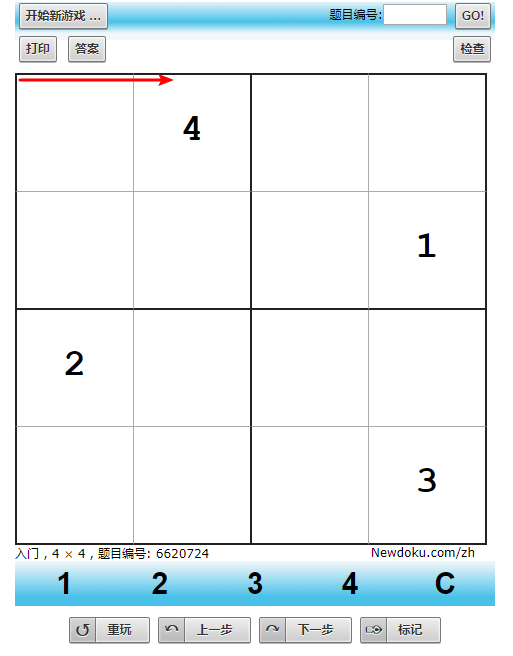 开始新游戏 ... 题目编号: GO!
打印 答案 检查
4
1
2
3
入门，4 × 4，题目编号: 6620724 Newdoku.com/zh
1 2 3 4 C
重玩 上一步 下一步 标记